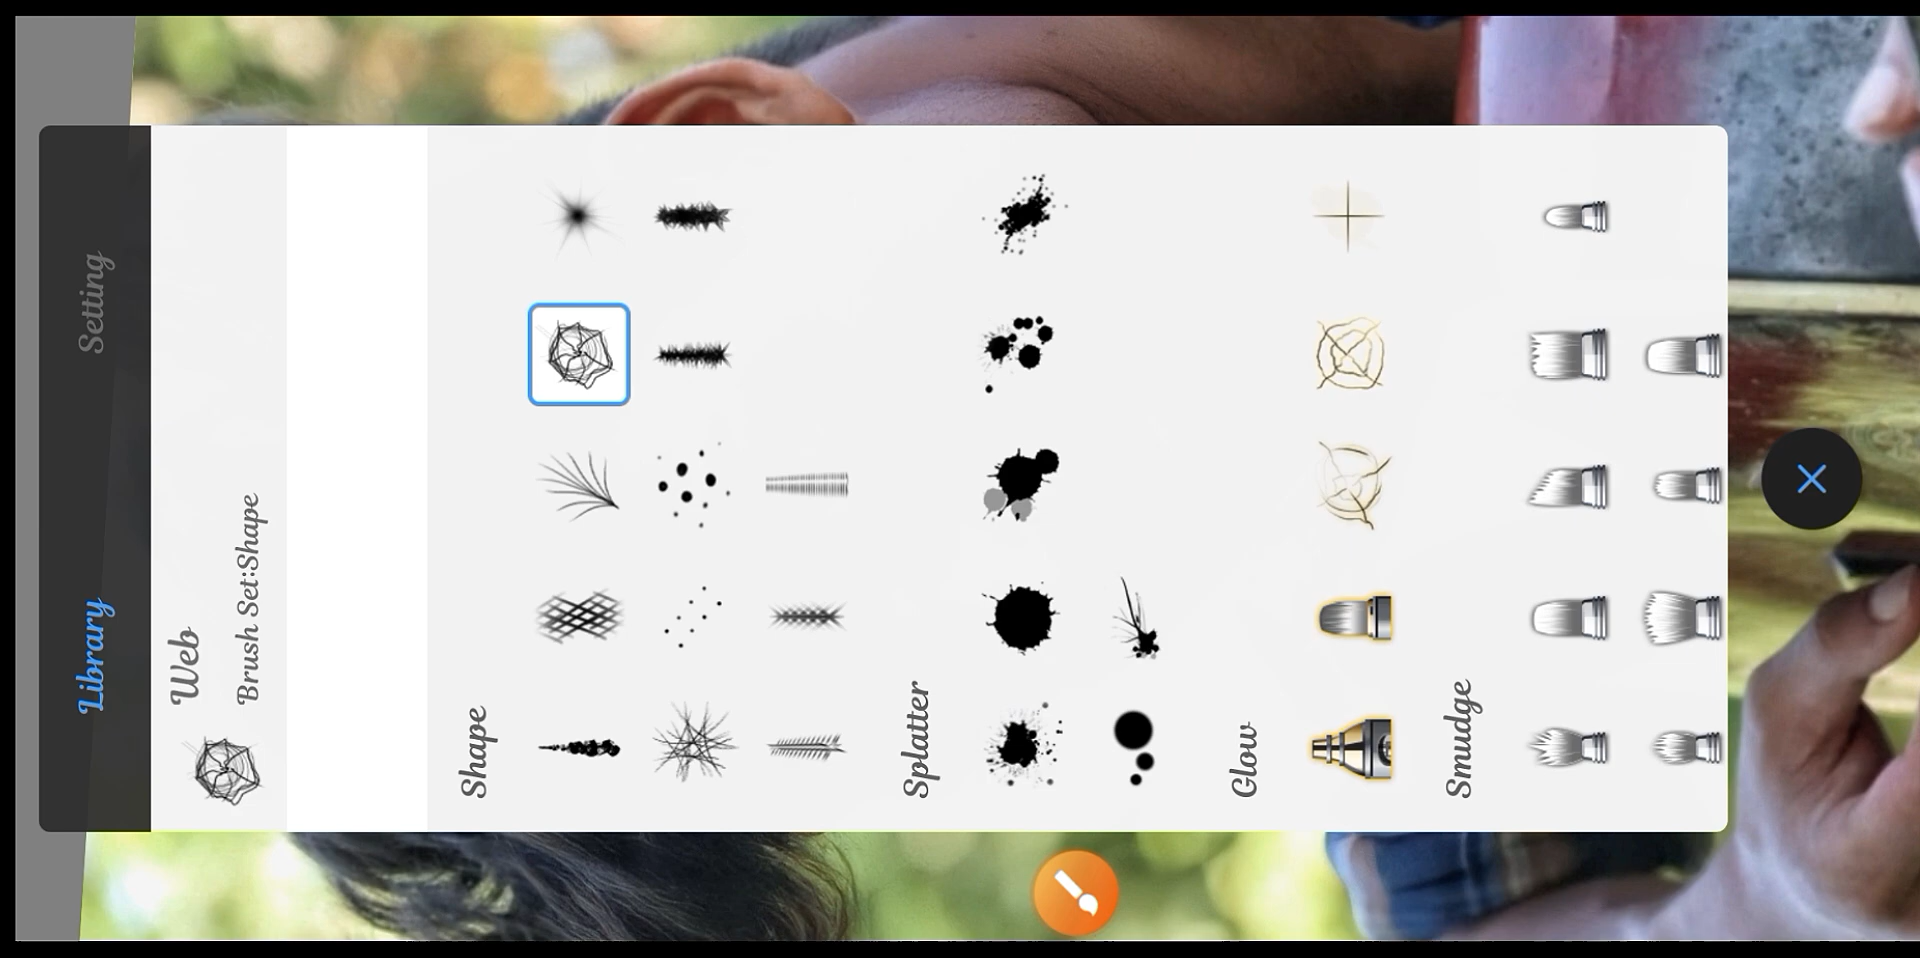 Library
Setting
Web
Brush Set:Shape
Shape
Splatter
Glow
Smudge